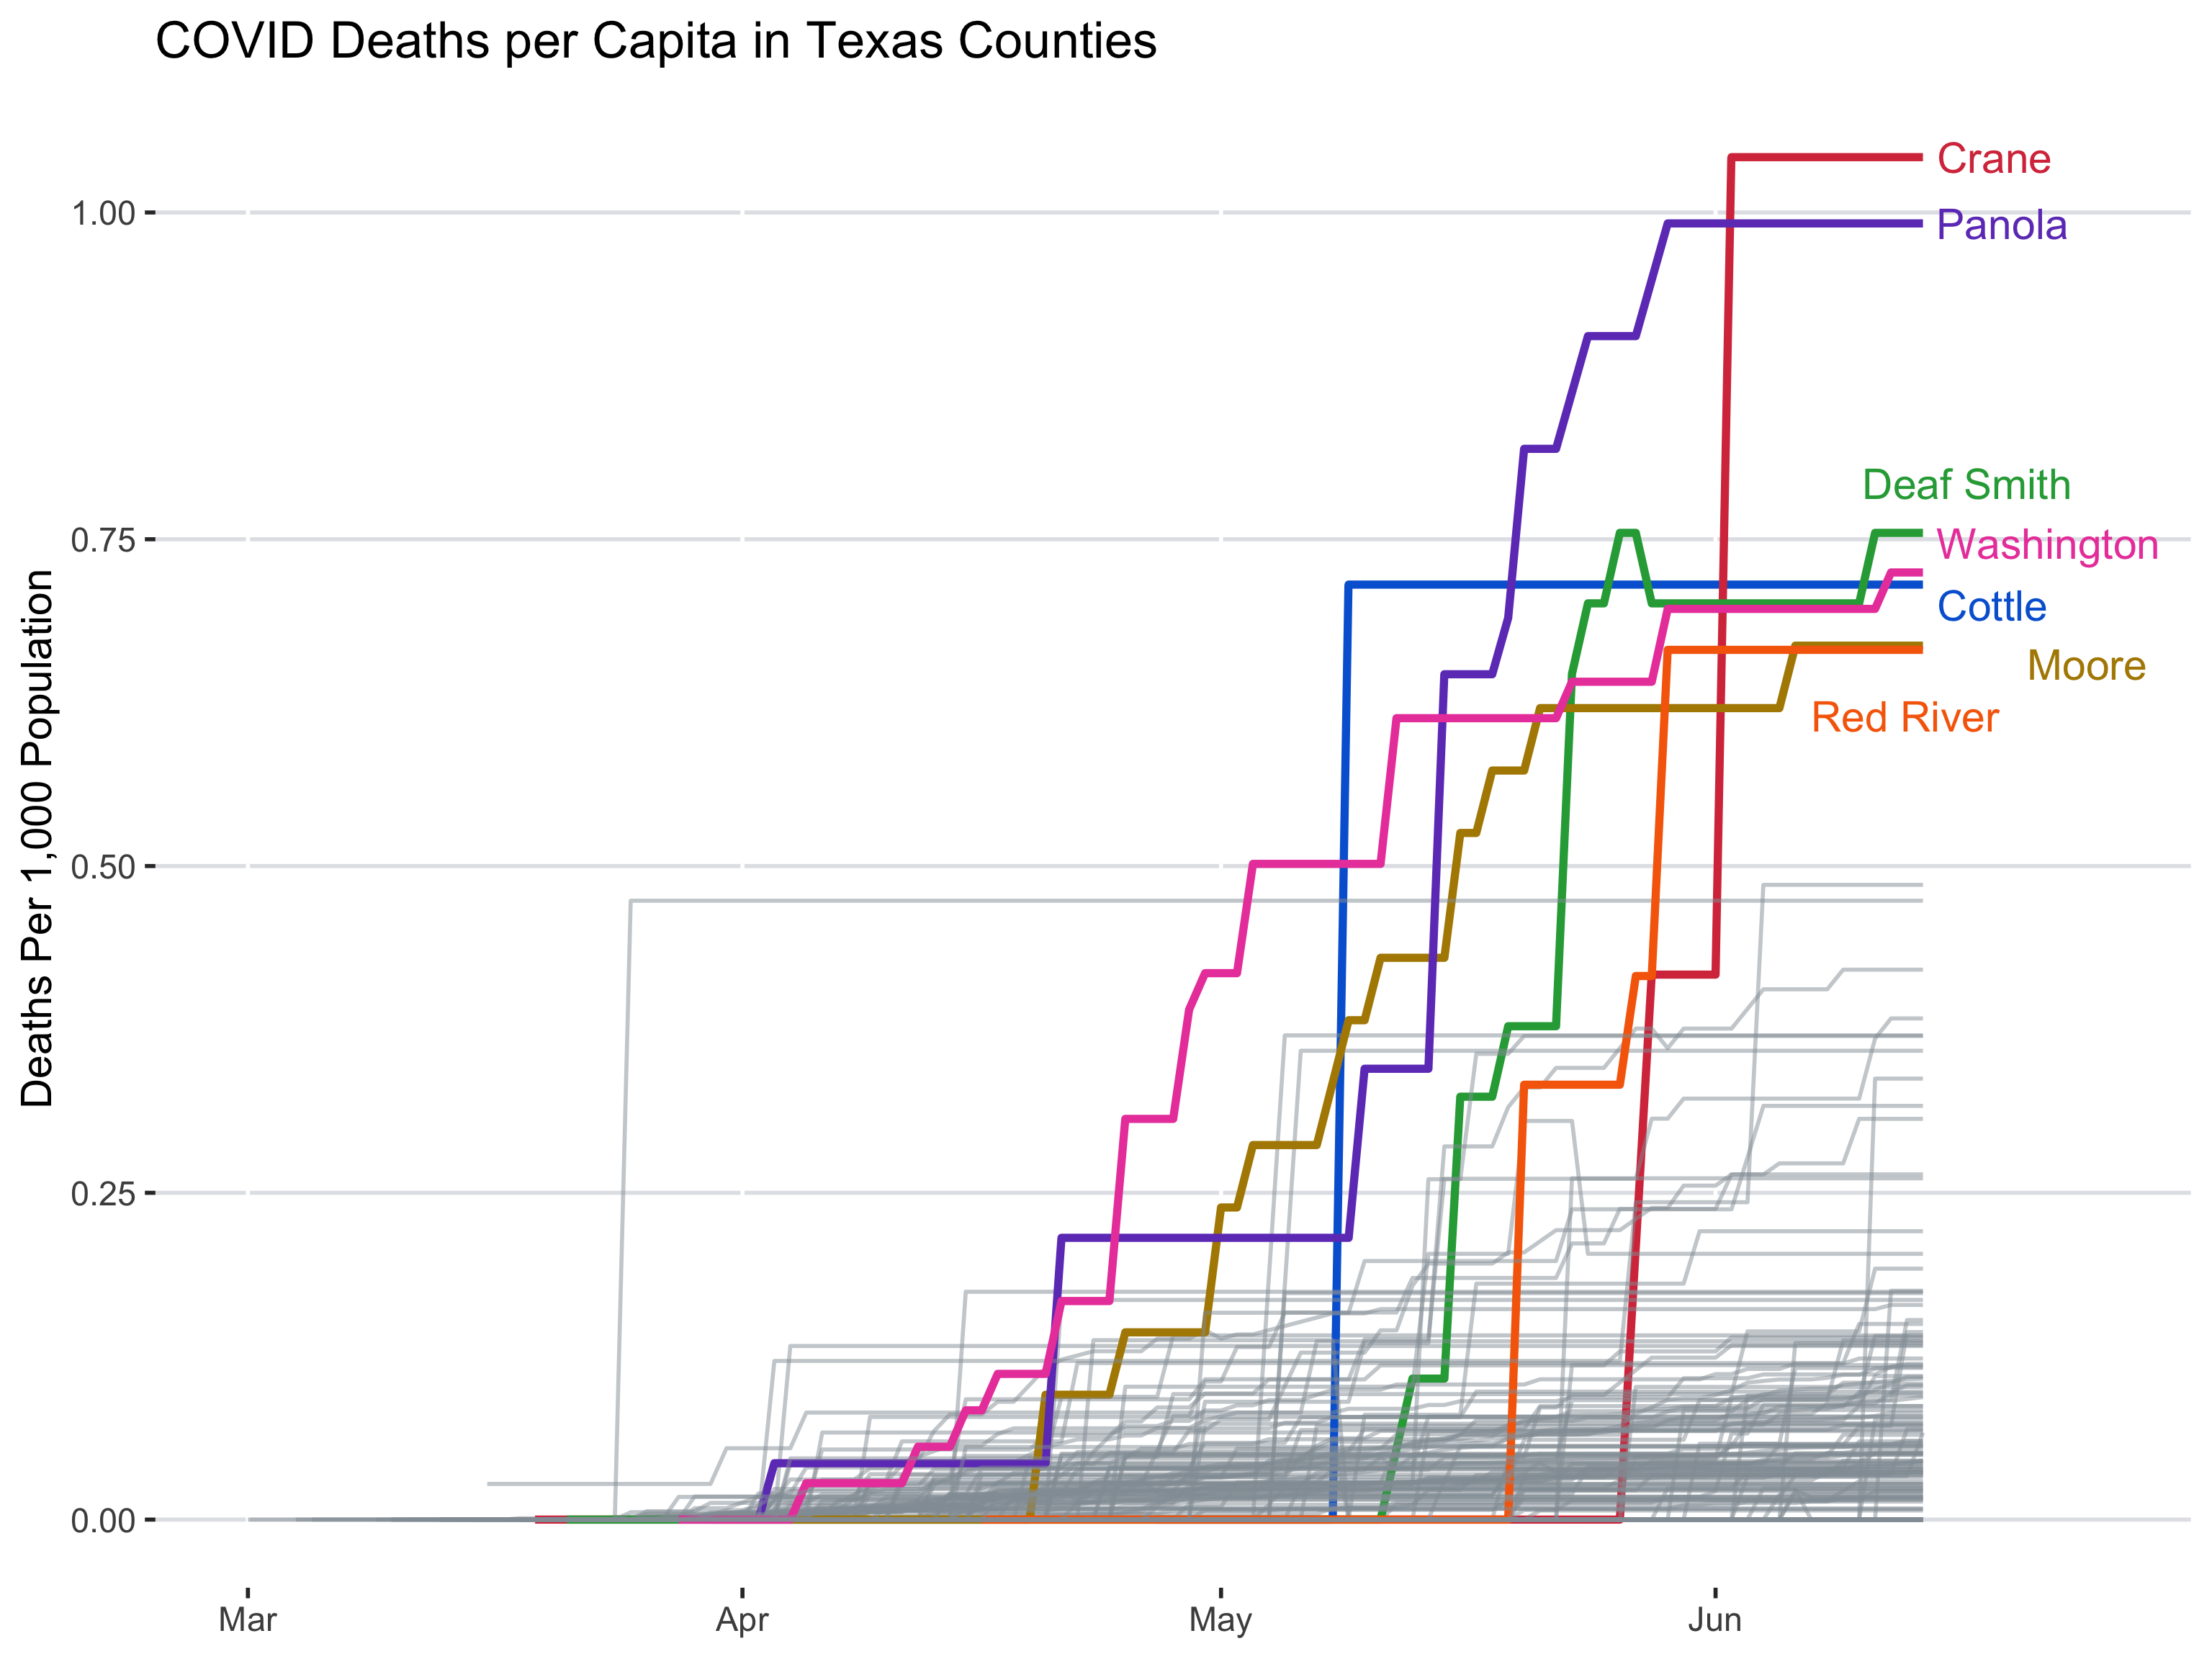 COVID Deaths per Capita in Texas Counties
Deaths Per 1,000 Population
1.00
0.75
0.50
0.25
0.00
Crane
Panola
Deaf Smith
Washington
Cottle
Moore
Red River
Mar
Apr
May
Jun